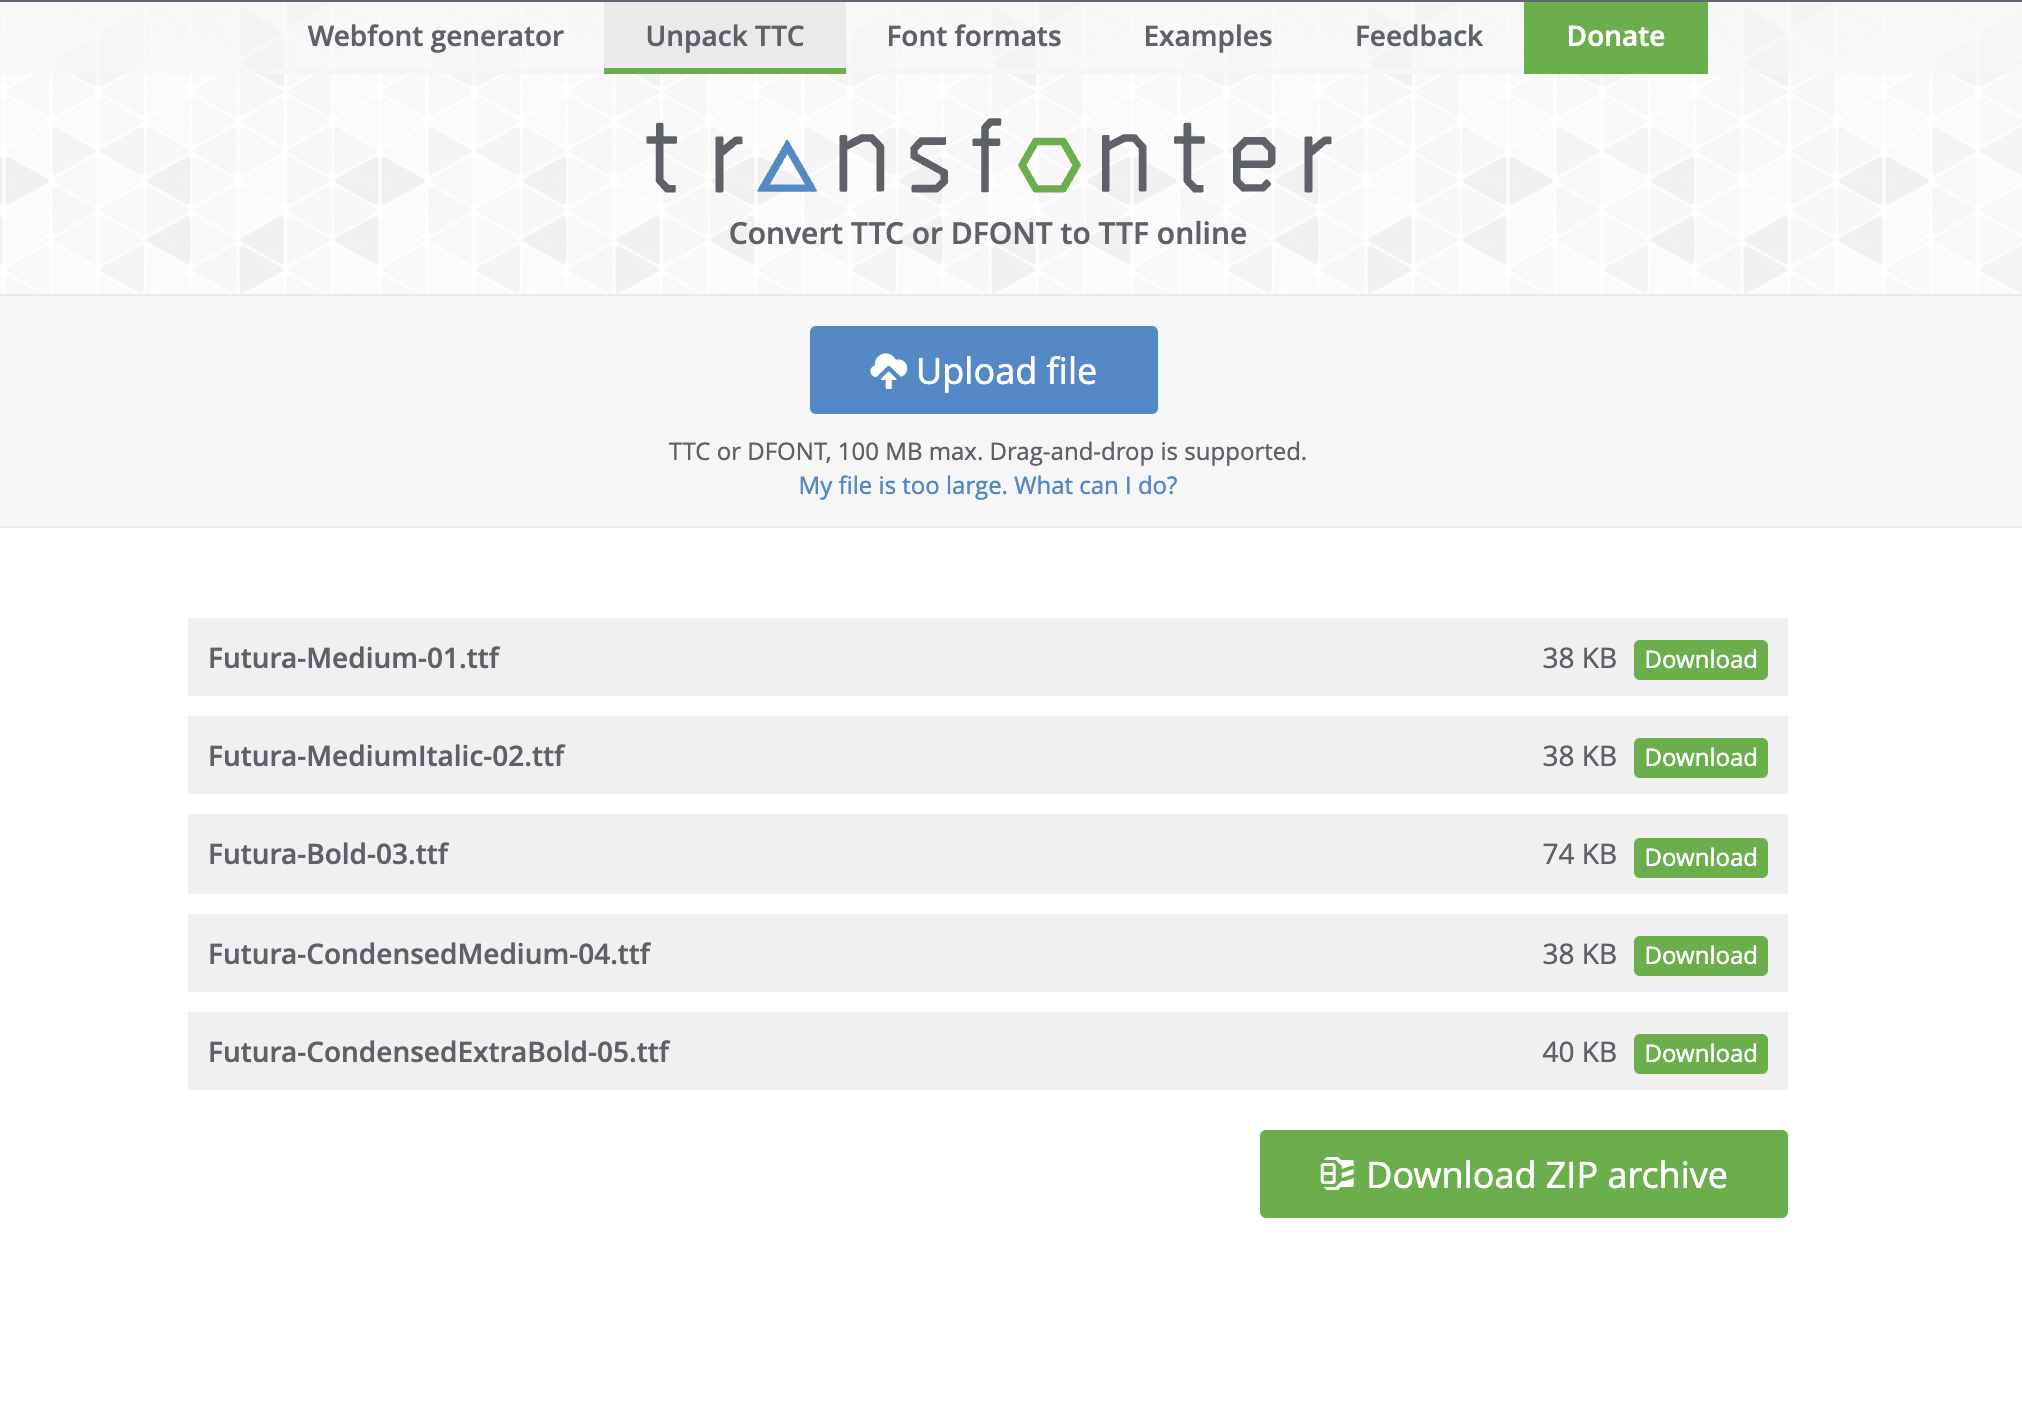 Webfont generator Unpack TTC Font formats Examples Feedback Donate
transfonter
Convert TTC or DFONT to TTF online
Upload file
TTC or DFONT, 100 MB max. Drag-and-drop is supported.
My file is too large. What can I do?
Futura-Medium-01.ttf 38 KB Download
Futura-MediumItalic-02.ttf 38 KB Download
Futura-Bold-03.ttf 74 KB Download
Futura-CondensedMedium-04.ttf 38 KB Download
Futura-CondensedExtraBold-05.ttf 40 KB Download
Download ZIP archive